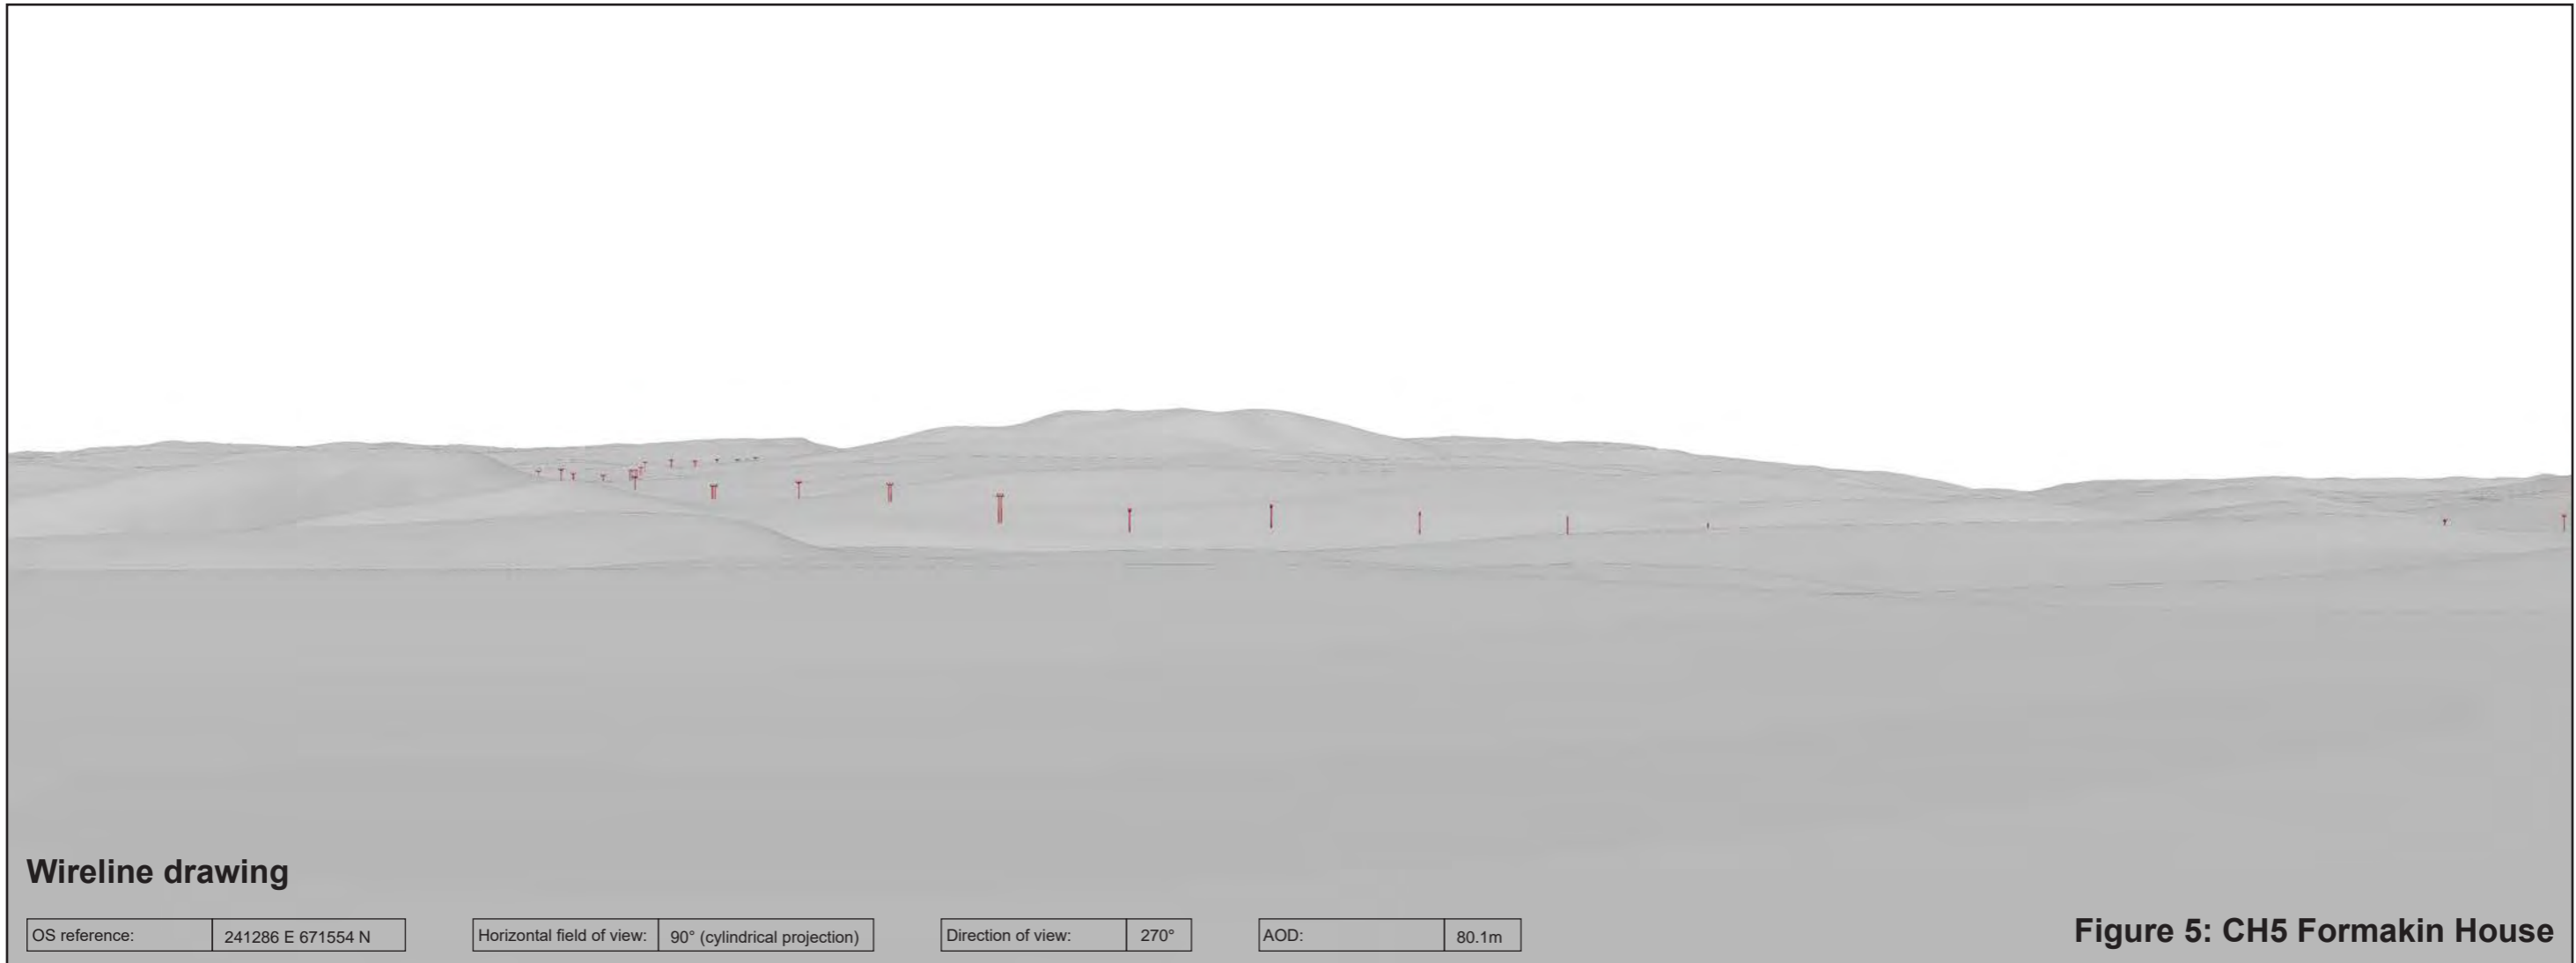 Wireline drawing
OS reference: 241286 E 671554 N Horizontal field of view: 90° (cylindrical projection) Direction of view: 270° AOD: 80.1m
Figure 5: CH5 Formakin House